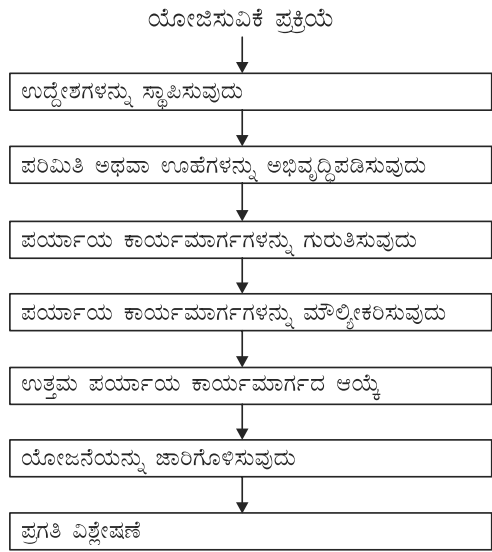 ಯೋಜಿಸುವಿಕೆ ಪ್ರಕ್ರಿಯೆ
ಉದ್ದೇಶಗಳನ್ನು ಸ್ಥಾಪಿಸುವುದು
ಪರಿಮಿತಿ ಅಥವಾ ಊಹೆಗಳನ್ನು ಅಭಿವೃದ್ಧಿಪಡಿಸುವುದು
ಪರ್ಯಾಯ ಕಾರ್ಯಮಾರ್ಗಗಳನ್ನು ಗುರುತಿಸುವುದು
ಪರ್ಯಾಯ ಕಾರ್ಯಮಾರ್ಗಗಳನ್ನು ಮೌಲ್ಯೀಕರಿಸುವುದು
ಉತ್ತಮ ಪರ್ಯಾಯ ಕಾರ್ಯಮಾರ್ಗದ ಆಯ್ಕೆ
ಯೋಜನೆಯನ್ನು ಜಾರಿಗೊಳಿಸುವುದು
ಪ್ರಗತಿ ವಿಶ್ಲೇಷಣೆ